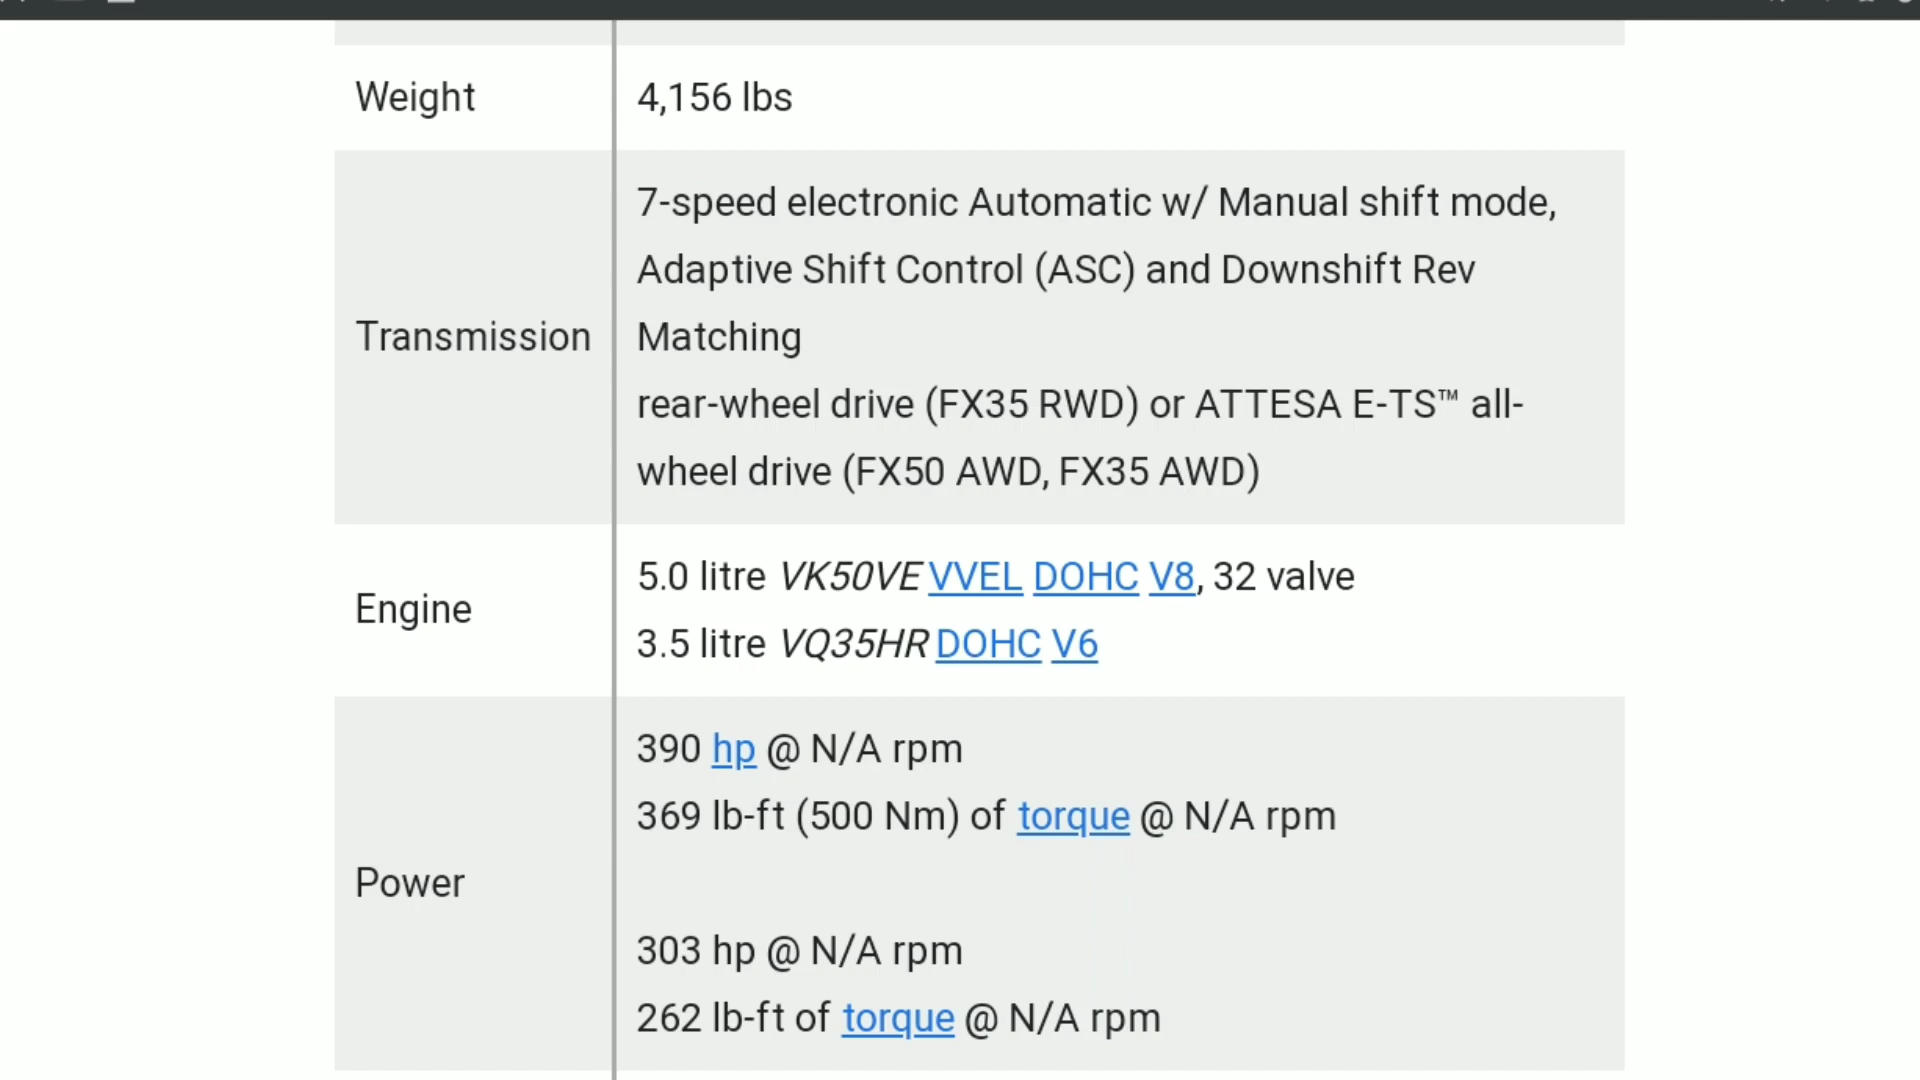 Weight
4,156 lbs
Transmission
7-speed electronic Automatic w/ Manual shift mode,
Adaptive Shift Control (ASC) and Downshift Rev
Matching
rear-wheel drive (FX35 RWD) or ATTESA E-TS™ all-
wheel drive (FX50 AWD, FX35 AWD)
Engine
5.0 litre VK50VE VVEL DOHC V8, 32 valve
3.5 litre VQ35HR DOHC V6
Power
390 hp @ N/A rpm
369 lb-ft (500 Nm) of torque @ N/A rpm
303 hp @ N/A rpm
262 lb-ft of torque @ N/A rpm